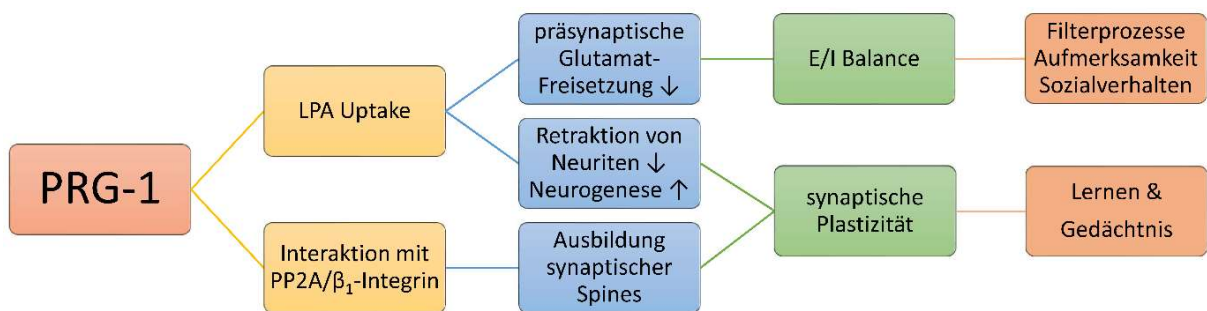 PRG-1
LPA Uptake
Interaktion mit
PP2A/β₁-Integrin
präsynaptische
Glutamat-
Freisetzung ↓
Retraktion von
Neuriten ↓
Neurogenese ↑
Ausbildung
synaptischer
Spines
E/I Balance
synaptische
Plastizität
Filterprozesse
Aufmerksamkeit
Sozialverhalten
Lernen &
Gedächtnis